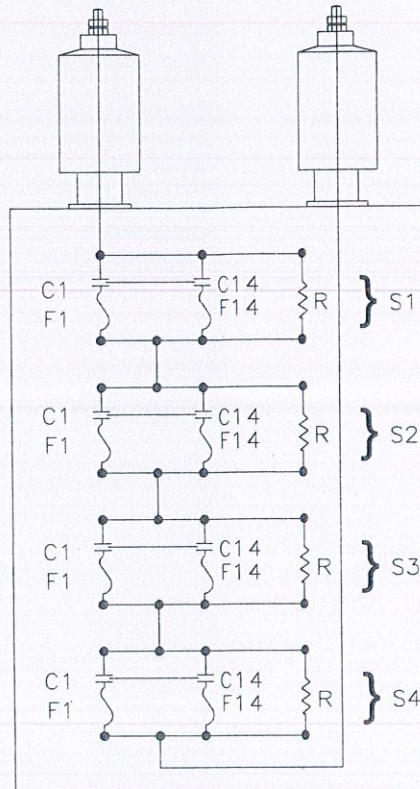 C1 C14
F1 F14 R } S1
C1 C14
F1 F14 R } S2
C1 C14
F1 F14 R } S3
C1 C14
F1 F14 R } S4